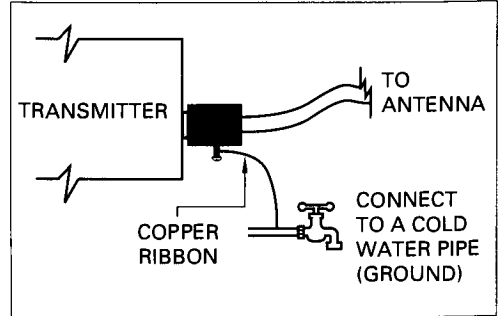 TRANSMITTER
TO
ANTENNA
COPPER
RIBBON
CONNECT
TO A COLD
WATER PIPE
(GROUND)